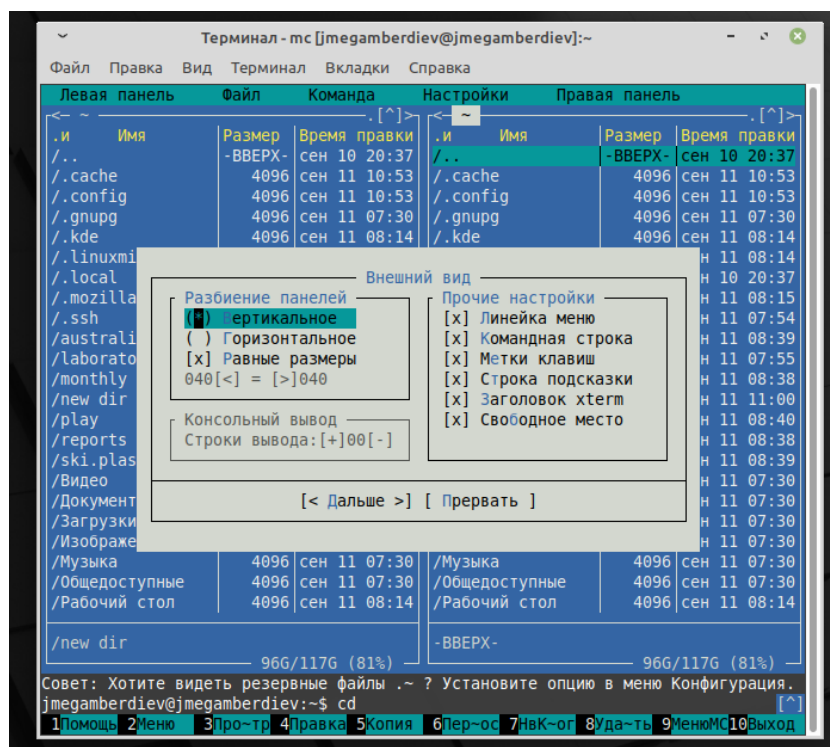 Терминал - mc [jmegamberdiev@jmegamberdiev]:~
Файл Правка Вид Терминал Вкладки Справка
Левая панель Файл Команда Настройки Правая панель
<- ~ .[^]> <- ~ .[^]>
.и Имя Размер Время правки .и Имя Размер Время правки
/.. -ВВЕРХ- сен 10 20:37 /.. -ВВЕРХ- сен 10 20:37
/.cache 4096 сен 11 10:53 /.cache 4096 сен 11 10:53
/.config 4096 сен 11 10:53 /.config 4096 сен 11 10:53
/.gnupg 4096 сен 11 07:30 /.gnupg 4096 сен 11 07:30
/.kde 4096 сен 11 08:14 /.kde 4096 сен 11 08:14
/.linuxmi н 11 08:14
/.local Внешний вид н 10 20:37
/.mozilla Разбиение панелей Прочие настройки н 11 08:15
/.ssh (*) Вертикальное [x] Линейка меню н 11 07:54
/australi ( ) Горизонтальное [x] Командная строка н 11 08:39
/laborato [x] Равные размеры [x] Метки клавиш н 11 07:55
/monthly 040[<] = [>]040 [x] Строка подсказки н 11 08:38
/new dir [x] Заголовок xterm н 11 11:00
/play Консольный вывод [x] Свободное место н 11 08:40
/reports Строки вывода:[+]00[-] н 11 08:38
/ski.plas н 11 08:39
/Видео н 11 07:30
/Документ [< Дальше >] [ Прервать ] н 11 07:30
/Загрузки н 11 07:30
/Изображе н 11 07:30
/Музыка 4096 сен 11 07:30 /Музыка 4096 сен 11 07:30
/Общедоступные 4096 сен 11 07:30 /Общедоступные 4096 сен 11 07:30
/Рабочий стол 4096 сен 11 08:14 /Рабочий стол 4096 сен 11 08:14
/new dir -ВВЕРХ-
96G/117G (81%) 96G/117G (81%)
Совет: Хотите видеть резервные файлы .~ ? Установите опцию в меню Конфигурация.
jmegamberdiev@jmegamberdiev:~$ cd [^]
1Помощь 2Меню 3Про~тр 4Правка 5Копия 6Пер~ос 7НвК~ог 8Уда~ть 9МенюMC 10Выход